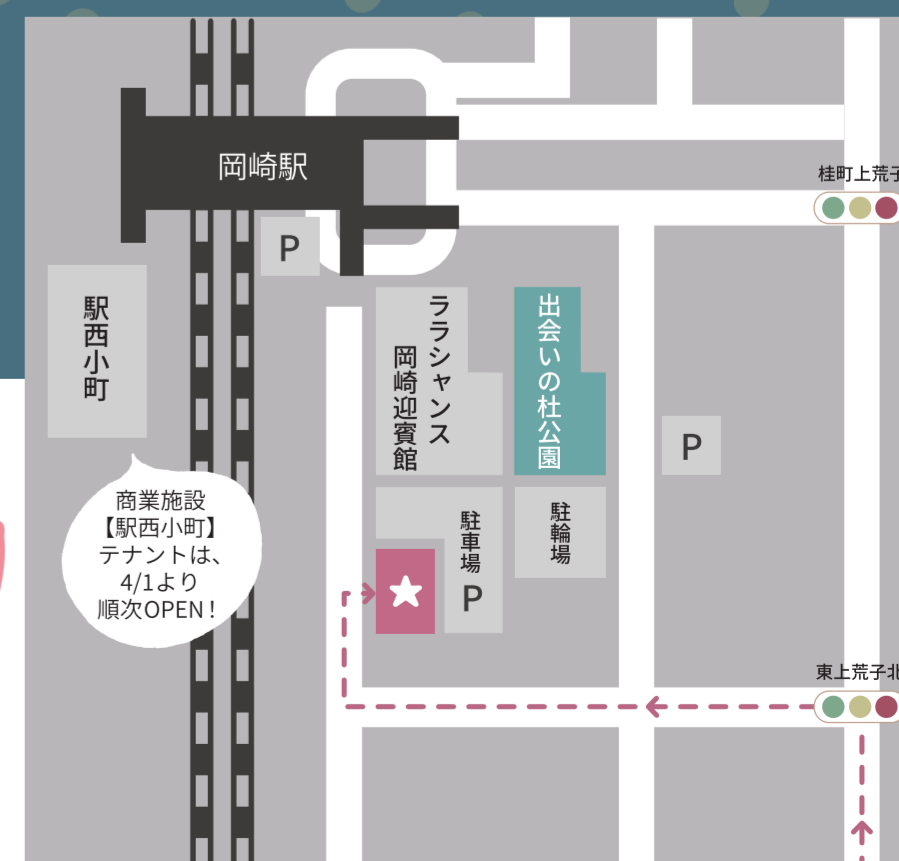 岡崎駅
桂町上荒子
P
駅西小町
ララシャンス
岡崎迎賓館
出会いの杜公園
P
商業施設
【駅西小町】
テナントは、
4/1より
順次OPEN！
駐車場
P
駐輪場
東上荒子北